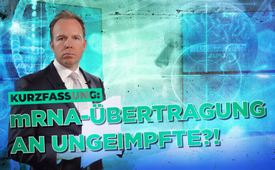 KURZFASSUNG:
mRNA-ÜBERTRAGUNG
AN UNGEIMPFTE?!